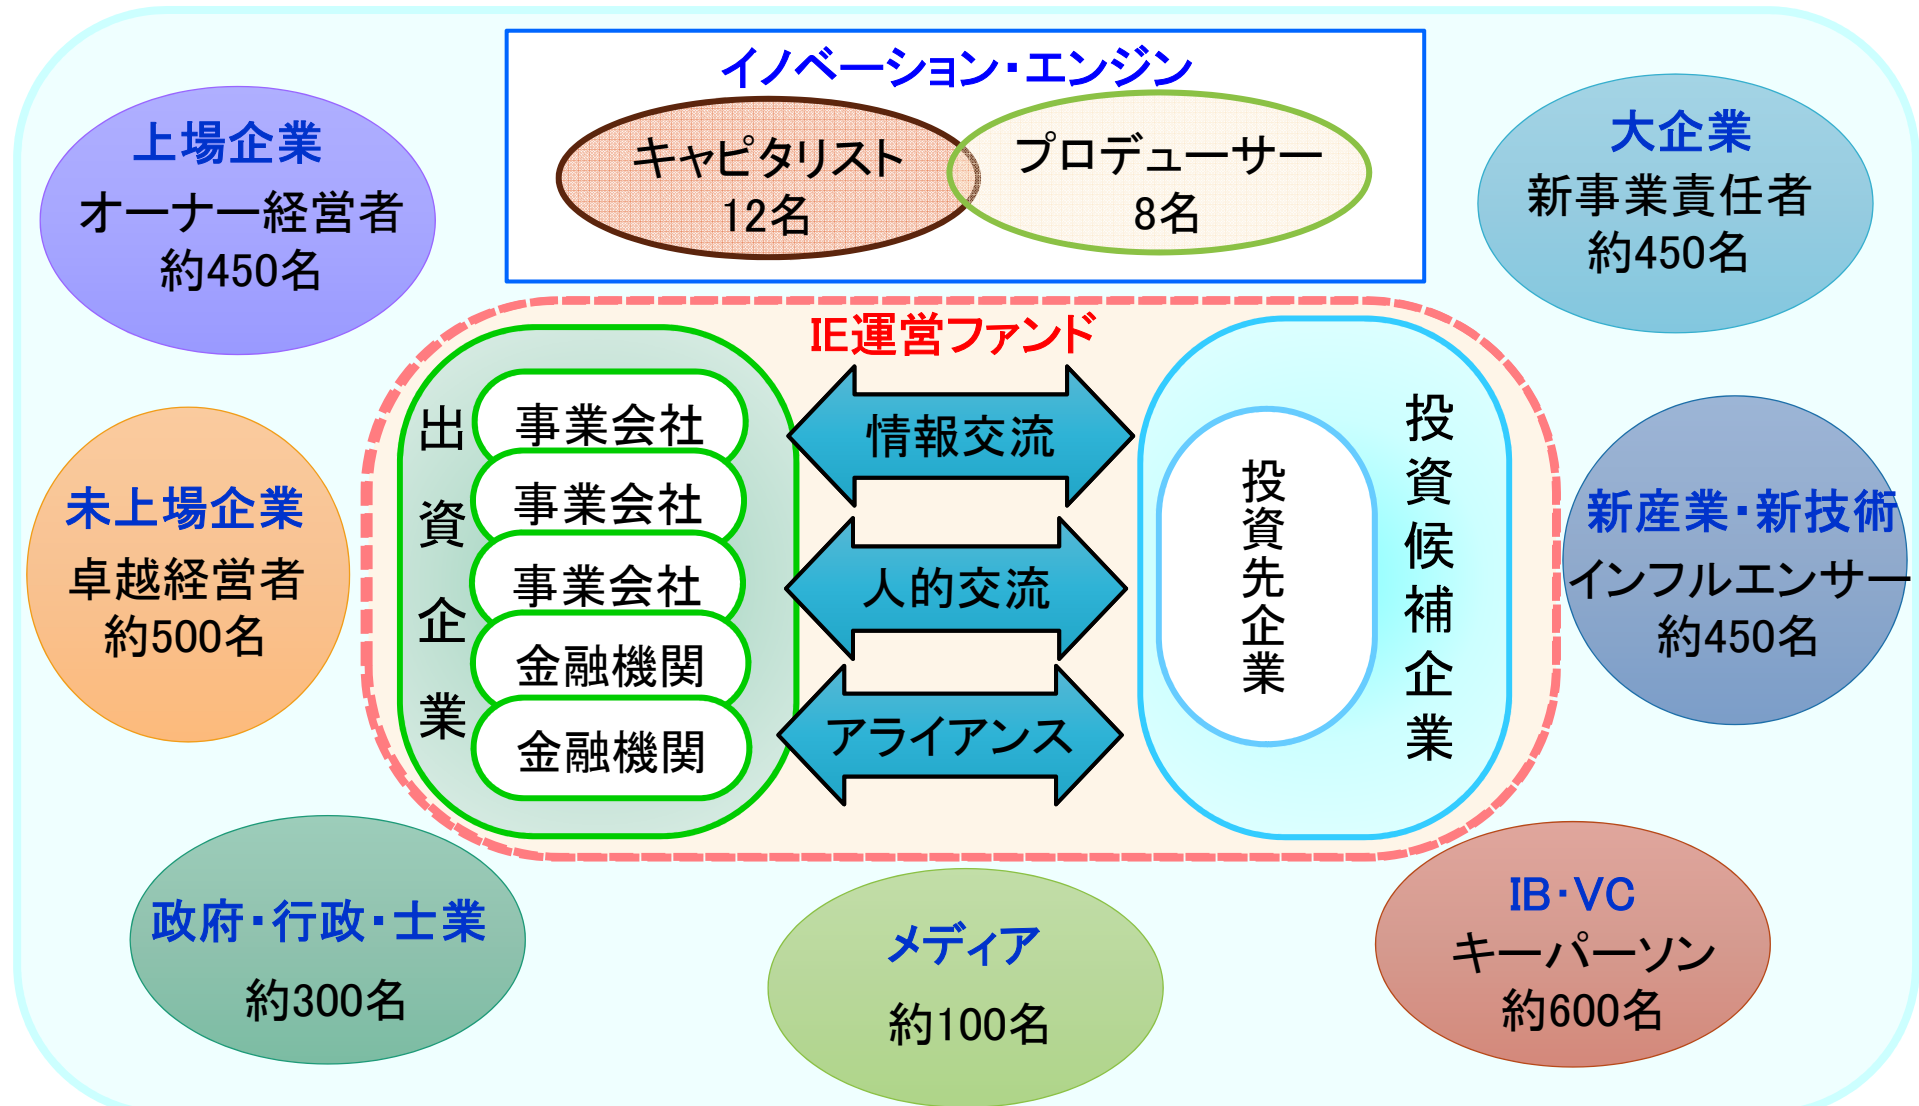 イノベーション・エンジン
キャピタリスト
12名
プロデューサー
8名
上場企業
オーナー経営者
約450名
大企業
新事業責任者
約450名
IE運営ファンド
出資企業
事業会社
事業会社
事業会社
金融機関
金融機関
情報交流
人的交流
アライアンス
投資先企業
投資候補企業
未上場企業
卓越経営者
約500名
新産業・新技術
インフルエンサー
約450名
政府・行政・士業
約300名
メディア
約100名
IB・VC
キーパーソン
約600名